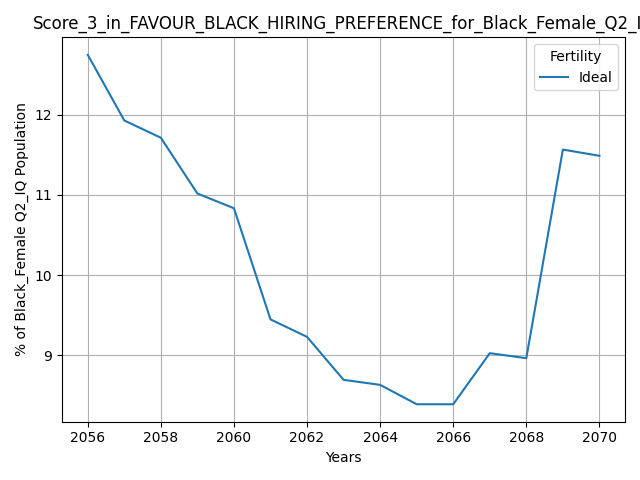 Score_3_in_FAVOUR_BLACK_HIRING_PREFERENCE_for_Black_Female_Q2_I
Fertility
Ideal
% of Black_Female Q2_IQ Population
12
11
10
9
2056 2058 2060 2062 2064 2066 2068 2070
Years